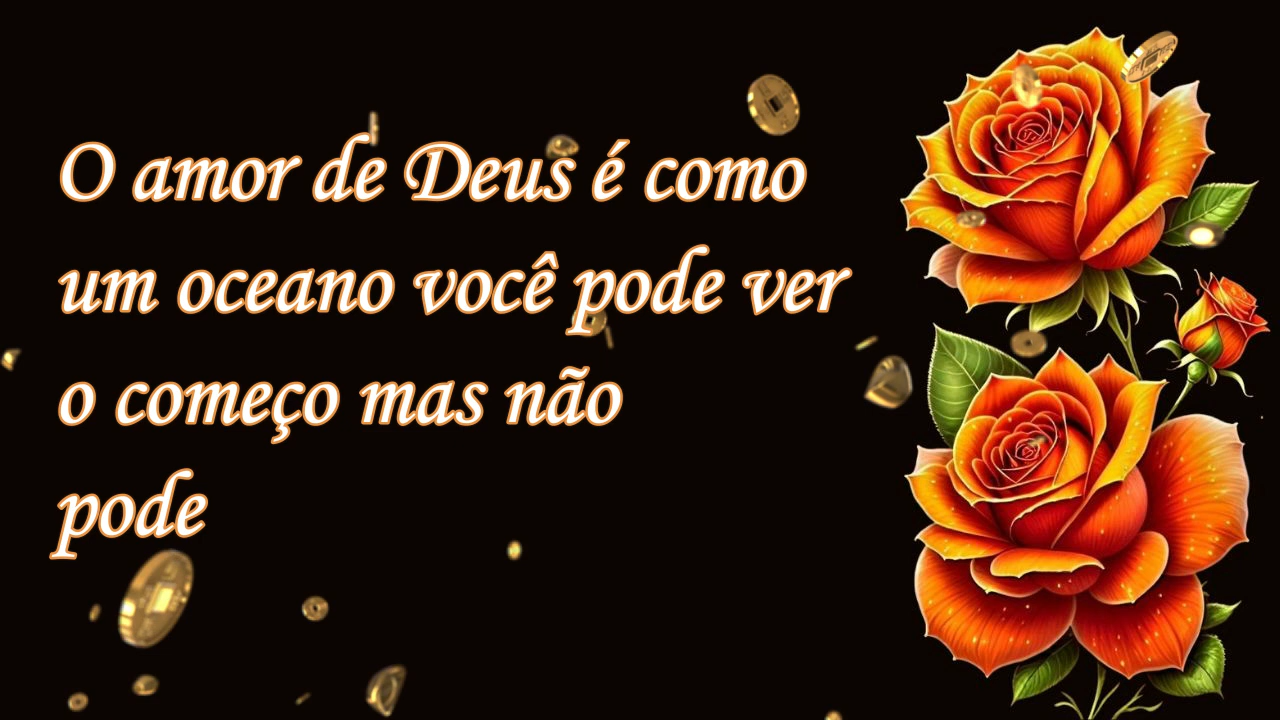 O amor de Deus é como
um oceano você pode ver
o começo mas não
pode